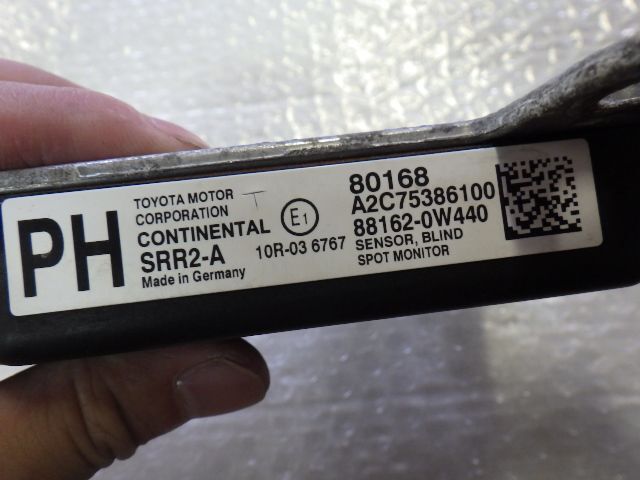 PH
TOYOTA MOTOR T
CORPORATION
CONTINENTAL
SRR2-A
Made in Germany
E1
10R-03 6767
80168
A2C75386100
88162-0W440
SENSOR, BLIND
SPOT MONITOR